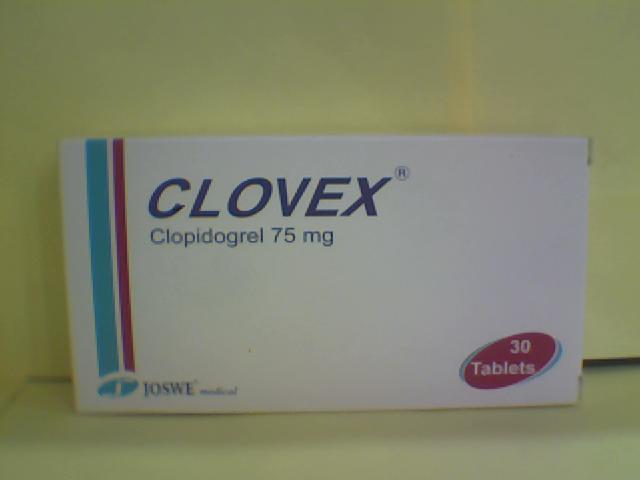 CLOVEX®
Clopidogrel 75 mg
30
Tablets
JOSWE® medical